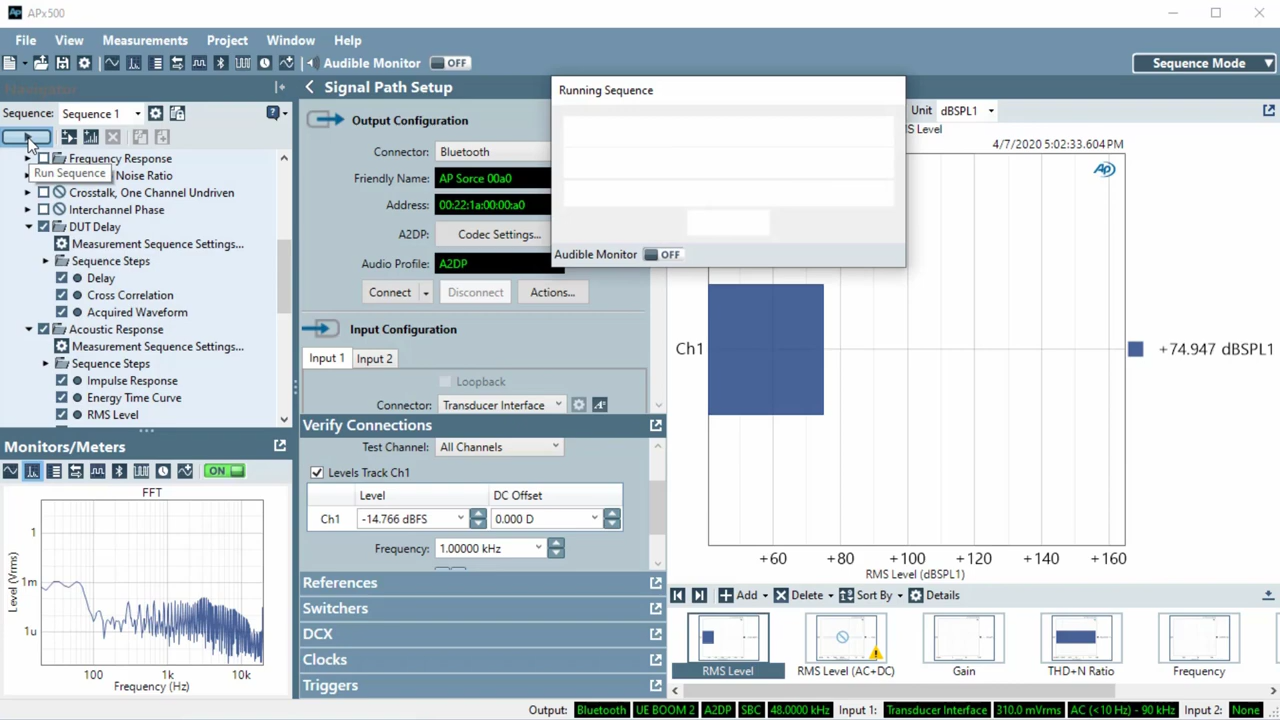 APx500
File View Measurements Project Window Help
Audible Monitor OFF
Sequence Mode
Navigator
Sequence: Sequence 1
Run Sequence
Frequency Response
Noise Ratio
Crosstalk, One Channel Undriven
Interchannel Phase
DUT Delay
Measurement Sequence Settings...
Sequence Steps
Delay
Cross Correlation
Acquired Waveform
Acoustic Response
Measurement Sequence Settings...
Sequence Steps
Impulse Response
Energy Time Curve
RMS Level
Monitors/Meters
ON
FFT
Level (Vrms)
1
1m
1u
100 1k 10k
Frequency (Hz)
Signal Path Setup
Output Configuration
Connector: Bluetooth
Friendly Name: AP Sorce 00a0
Address: 00:22:1a:00:00:a0
A2DP: Codec Settings...
Audio Profile: A2DP
Connect Disconnect Actions...
Input Configuration
Input 1 Input 2
Loopback
Connector: Transducer Interface
Verify Connections
Test Channel: All Channels
Levels Track Ch1
Level DC Offset
Ch1 -14.766 dBFS 0.000 D
Frequency: 1.00000 kHz
References
Switchers
DCX
Clocks
Triggers
Running Sequence
Audible Monitor OFF
Unit dBSPL1
S Level
4/7/2020 5:02:33.604 PM
Ch1
+74.947 dBSPL1
+60 +80 +100 +120 +140 +160
RMS Level (dBSPL1)
Add Delete Sort By Details
RMS Level RMS Level (AC+DC) Gain THD+N Ratio Frequency
Output: Bluetooth UE BOOM 2 A2DP SBC 48.0000 kHz Input 1: Transducer Interface 310.0 mVrms AC (<10 Hz) - 90 kHz Input 2: None